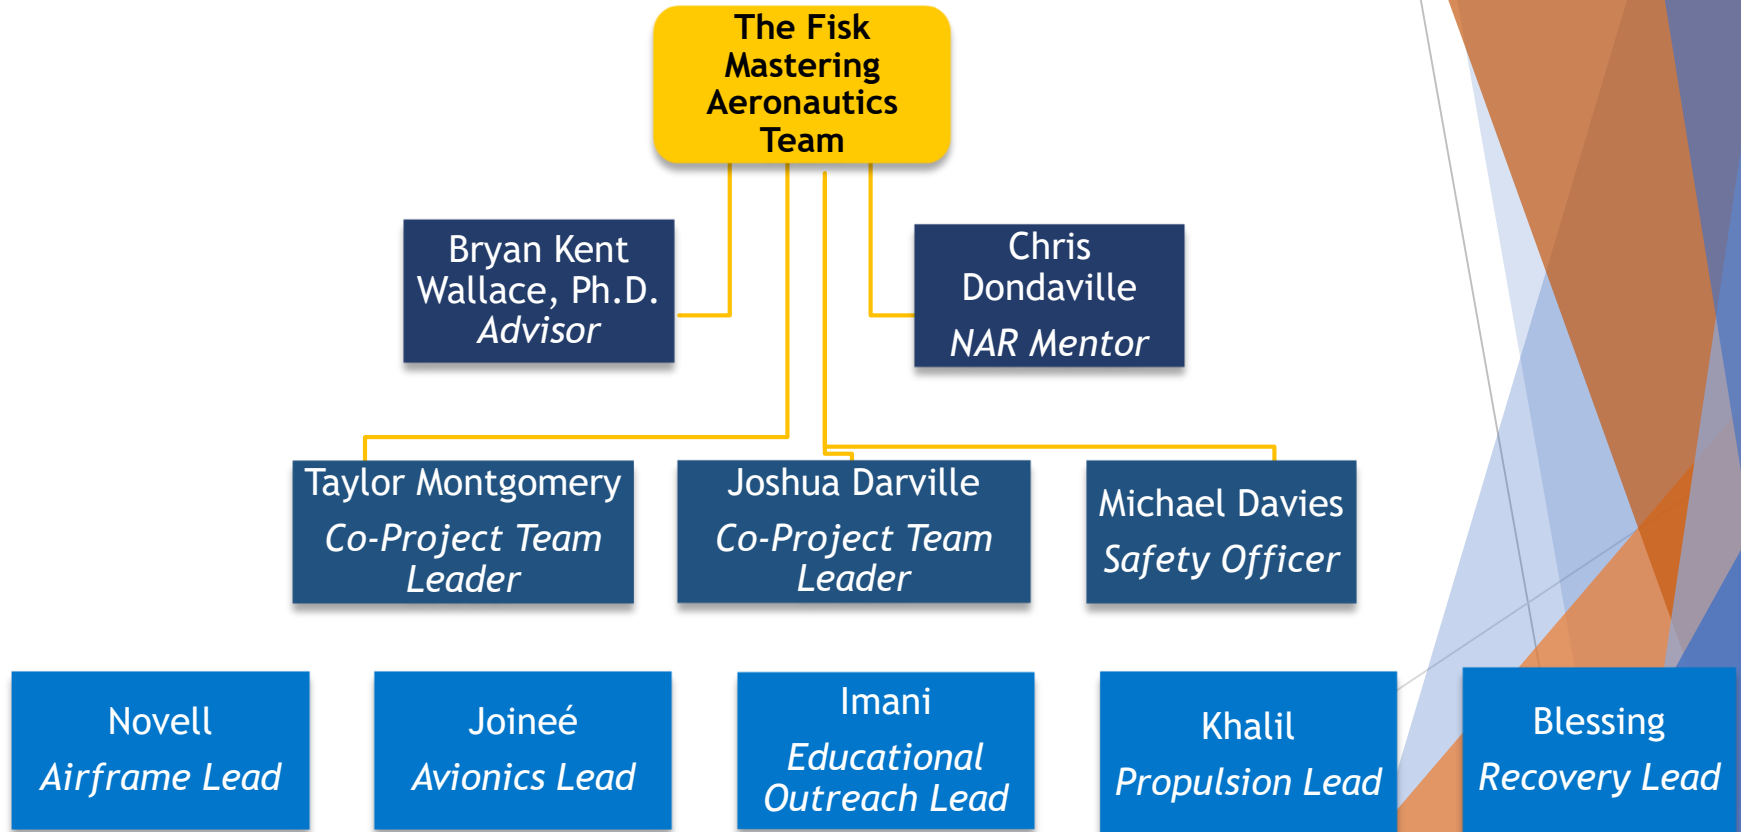 The Fisk
Mastering
Aeronautics
Team
Bryan Kent
Wallace, Ph.D.
Advisor
Chris
Dondaville
NAR Mentor
Taylor Montgomery
Co-Project Team
Leader
Joshua Darville
Co-Project Team
Leader
Michael Davies
Safety Officer
Novell
Airframe Lead
Joineé
Avionics Lead
Imani
Educational
Outreach Lead
Khalil
Propulsion Lead
Blessing
Recovery Lead